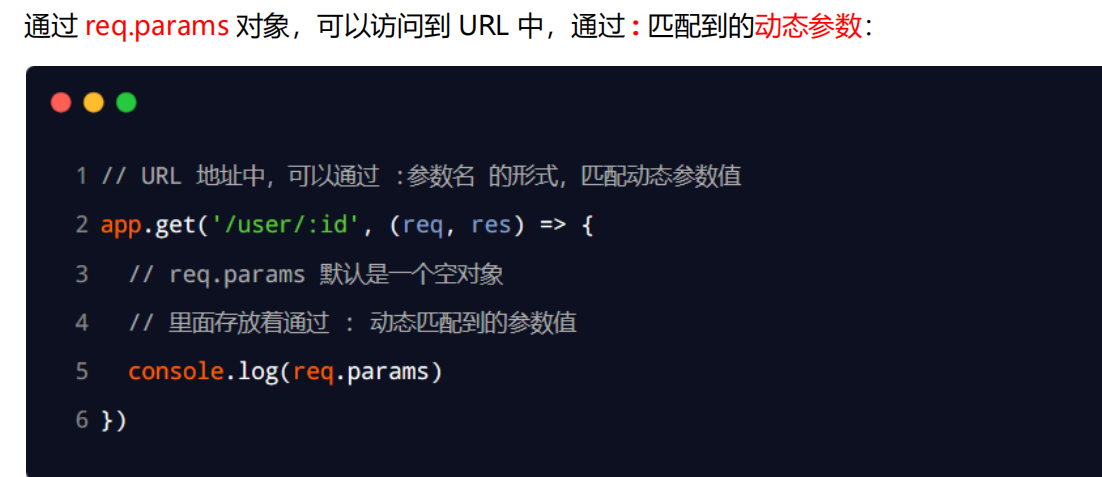 通过 req.params 对象，可以访问到 URL 中，通过 : 匹配到的动态参数：
1 // URL 地址中，可以通过 :参数名 的形式，匹配动态参数值
2 app.get('/user/:id', (req, res) => {
3   // req.params 默认是一个空对象
4   // 里面存放着通过 : 动态匹配到的参数值
5   console.log(req.params)
6 })